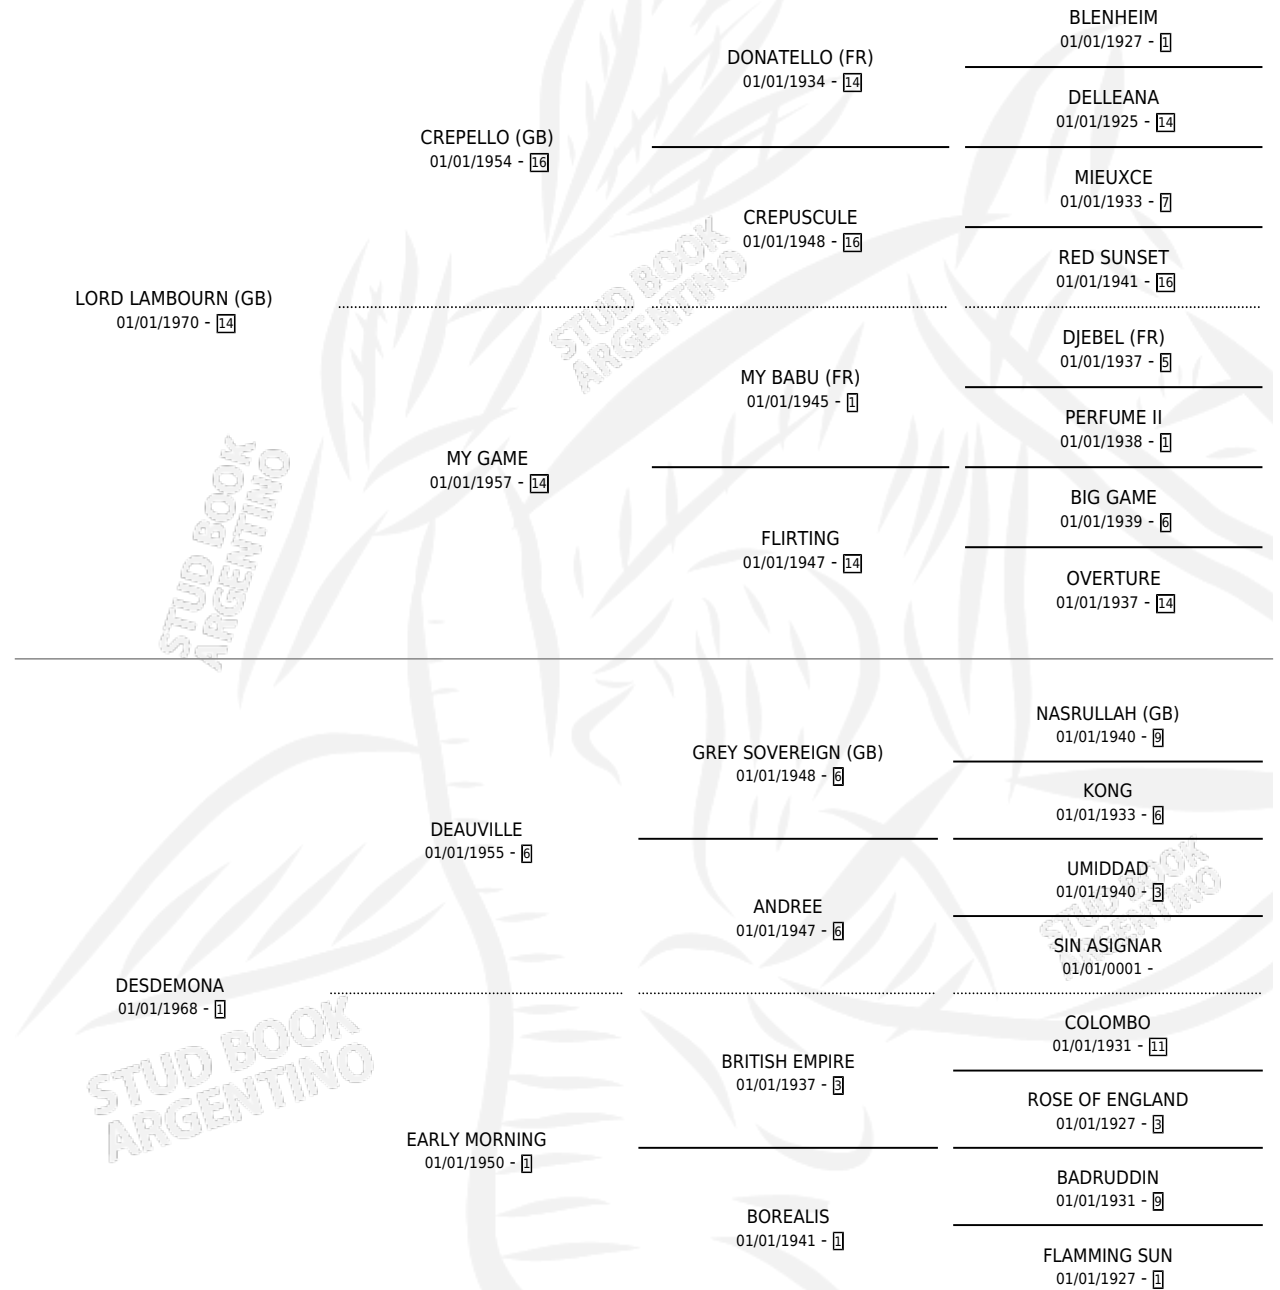 BLENHEIM
01/01/1927 - 1
DONATELLO (FR)
01/01/1934 - 14
DELLEANA
01/01/1925 - 14
CREPELLO (GB)
01/01/1954 - 16
MIEUXCE
01/01/1933 - 7
CREPUSCULE
01/01/1948 - 16
RED SUNSET
01/01/1941 - 16
LORD LAMBOURN (GB)
01/01/1970 - 14
DJEBEL (FR)
01/01/1937 - 5
MY BABU (FR)
01/01/1945 - 1
PERFUME II
01/01/1938 - 1
MY GAME
01/01/1957 - 14
BIG GAME
01/01/1939 - 6
FLIRTING
01/01/1947 - 14
OVERTURE
01/01/1937 - 14
STUD BOOK
ARGENTINO
STUD BOOK
ARGENTINO
NASRULLAH (GB)
01/01/1940 - 9
GREY SOVEREIGN (GB)
01/01/1948 - 6
KONG
01/01/1933 - 6
DEAUVILLE
01/01/1955 - 6
UMIDDAD
01/01/1940 - 3
ANDREE
01/01/1947 - 6
SIN ASIGNAR
01/01/0001 -
DESDEMONA
01/01/1968 - 1
COLOMBO
01/01/1931 - 11
BRITISH EMPIRE
01/01/1937 - 3
ROSE OF ENGLAND
01/01/1927 - 3
EARLY MORNING
01/01/1950 - 1
BADRUDDIN
01/01/1931 - 9
BOREALIS
01/01/1941 - 1
FLAMMING SUN
01/01/1927 - 1
STUD BOOK
ARGENTINO
STUD BOOK
ARGENTINO